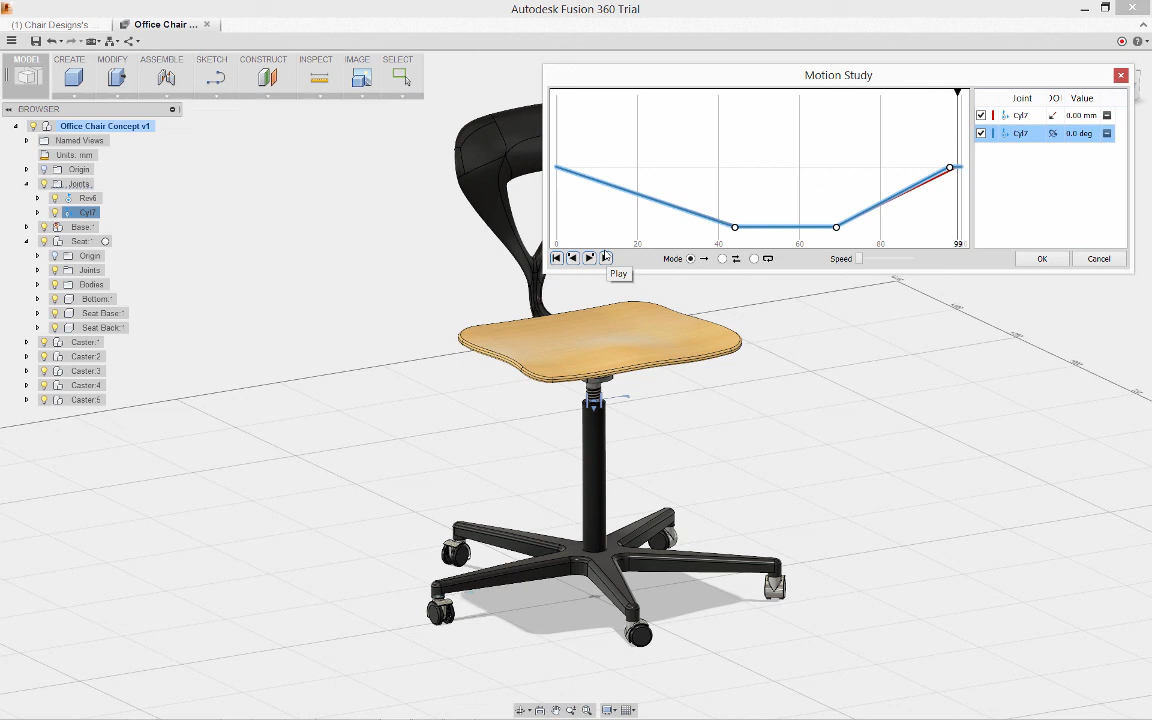 Autodesk Fusion 360 Trial
(1) Chair Designs's
Office Chair ...
MODEL CREATE MODIFY ASSEMBLE SKETCH CONSTRUCT INSPECT IMAGE SELECT
BROWSER
Office Chair Concept v1
Named Views
Units: mm
Origin
Joints
Rev6
Cyl7
Base:1
Seat:1
Origin
Joints
Bodies
Bottom:1
Seat Base:1
Seat Back:1
Caster:1
Caster:2
Caster:3
Caster:4
Caster:5
Motion Study
Joint Value
Cyl7 0.00 mm
Cyl7 0.0 deg
0 20 40 60 80 99
Mode Speed OK Cancel
Play